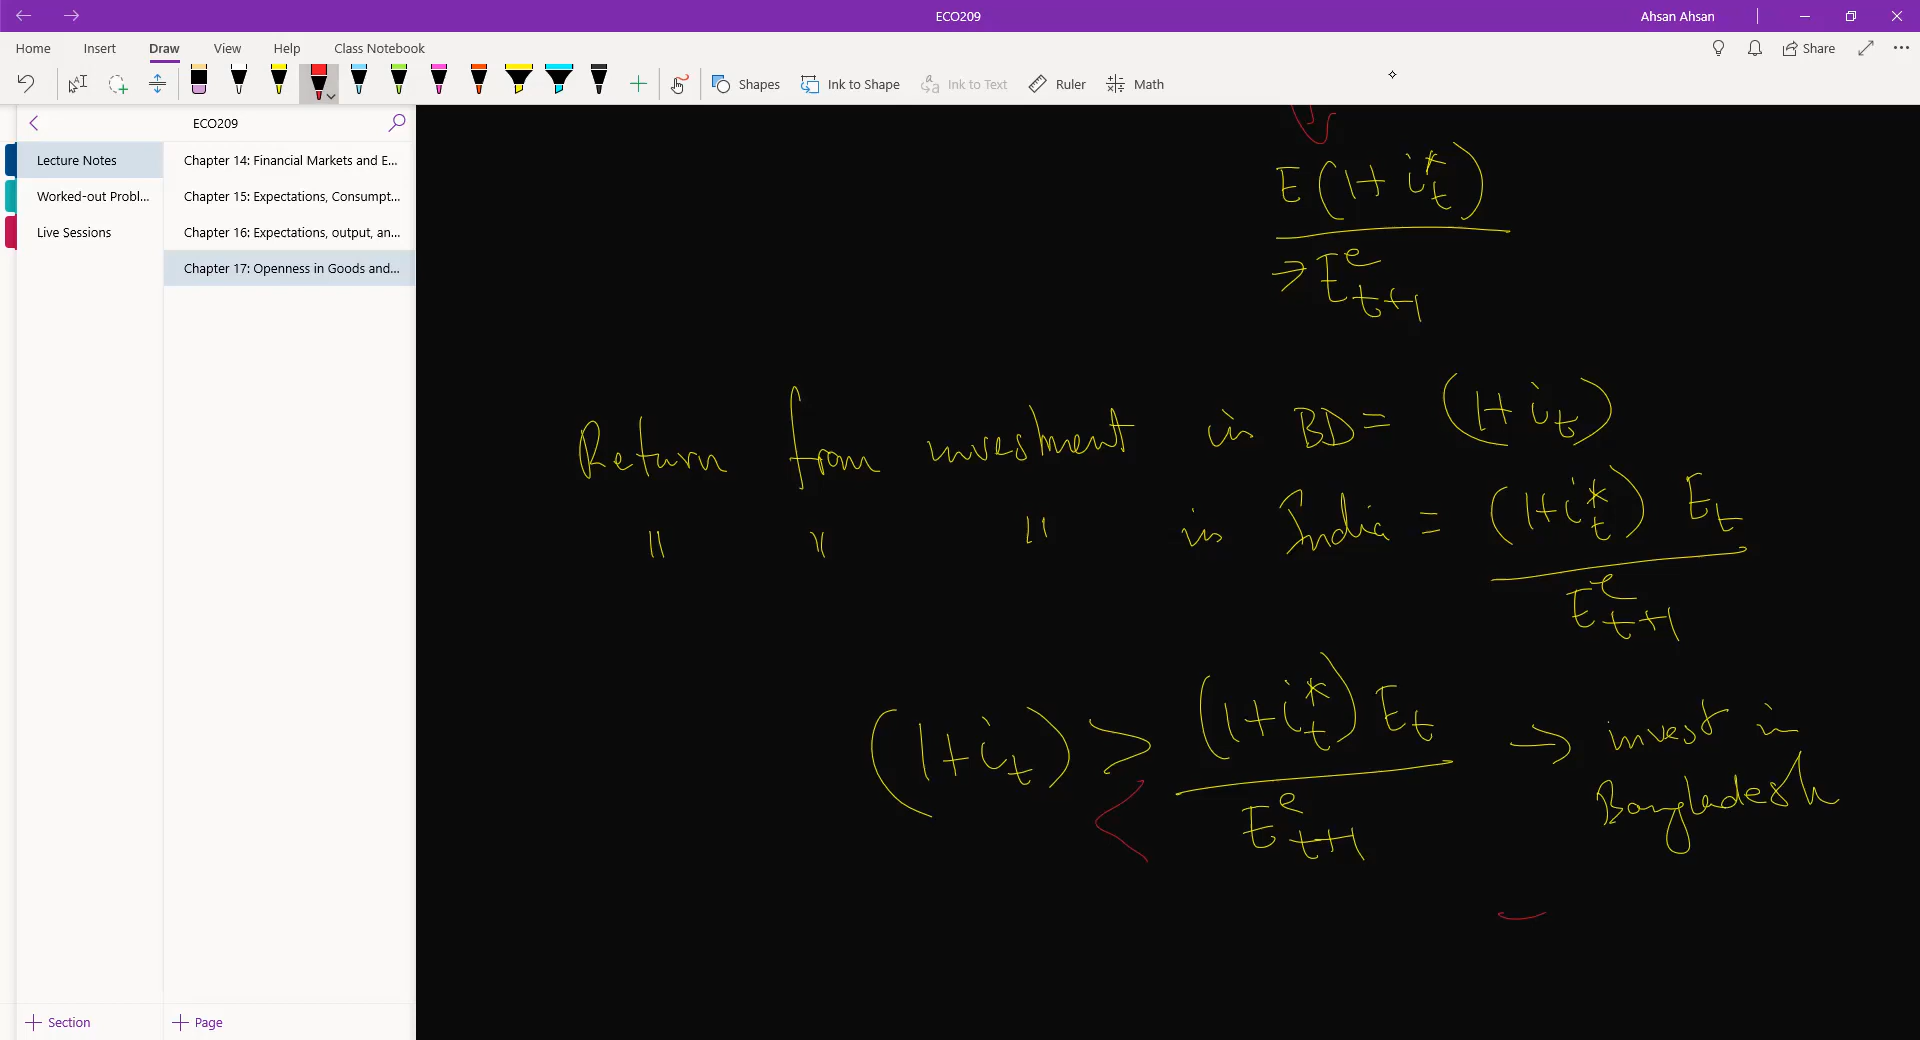 ECO209
Ahsan Ahsan
Home Insert Draw View Help Class Notebook
Share
Shapes Ink to Shape Ink to Text Ruler Math
ECO209
Lecture Notes
Worked-out Probl...
Live Sessions
Chapter 14: Financial Markets and E...
Chapter 15: Expectations, Consumpt...
Chapter 16: Expectations, output, an...
Chapter 17: Openness in Goods and...
E(1+i*t)
→ E^e t+1
Return from investment in BD = (1+it)
" " " in India = (1+i*t) Et
E^e t+1
(1+it) > (1+i*t) Et → invest in
< E^e t+1 Bangladesh
+ Section
+ Page